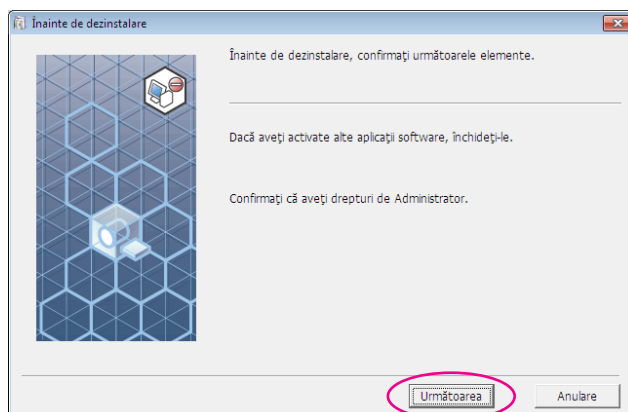 Înainte de dezinstalare
Înainte de dezinstalare, confirmaţi următoarele elemente.
Dacă aveţi activate alte aplicaţii software, închideţi-le.
Confirmaţi că aveţi drepturi de Administrator.
Următoarea
Anulare